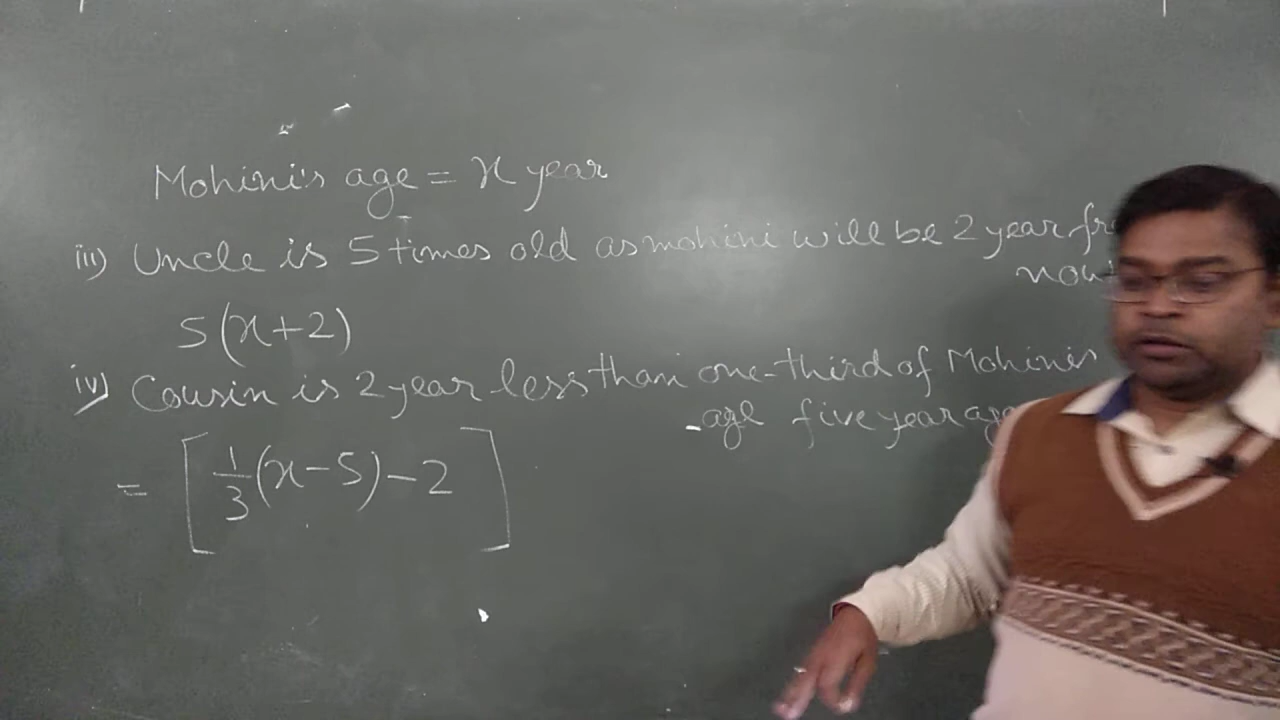 Mohini's age = x year
iii) Uncle is 5 times old as mohini will be 2 year
now
5(x+2)
iv) Cousin is 2 year less than one-third of Mohinis
age five year
= [1/3(x-5)-2]